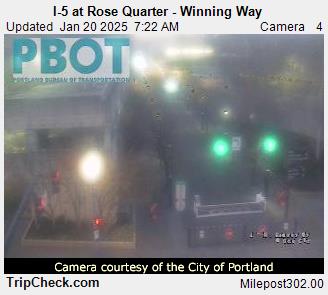 I-5 at Rose Quarter - Winning Way
Updated Jan 20 2025 7:22 AM Camera 4
PBOT
PORTLAND BUREAU OF TRANSPORTATION
Camera courtesy of the City of Portland
TripCheck.com Milepost302.00